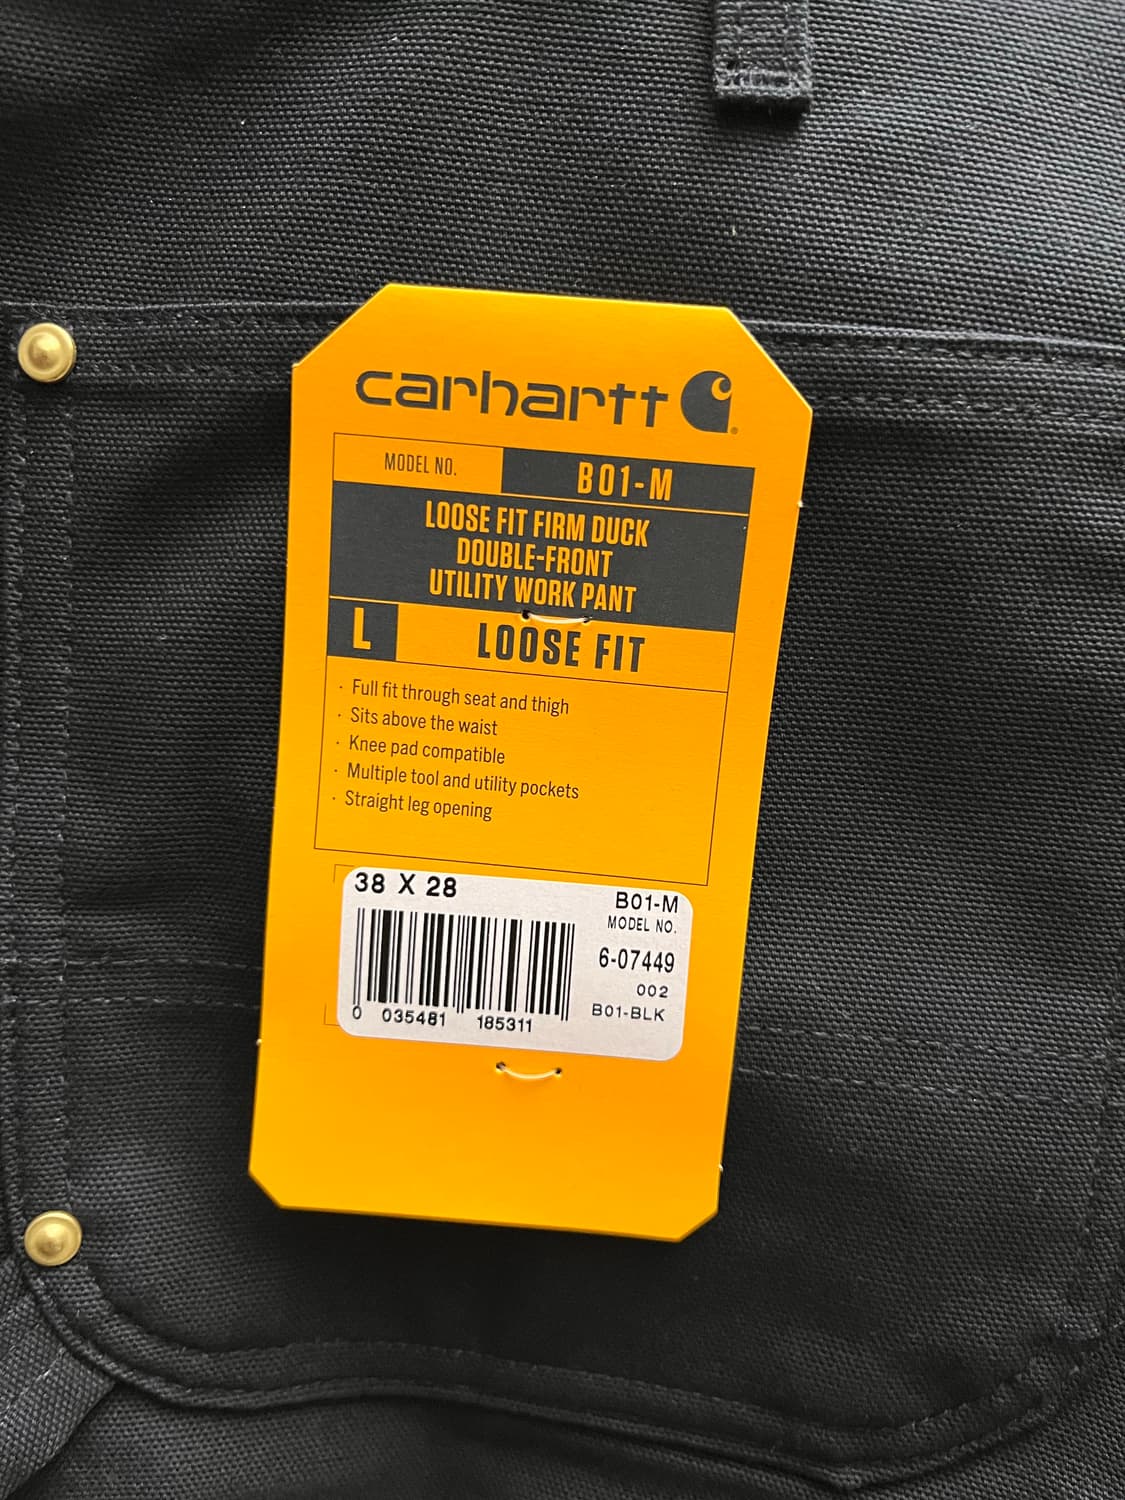 carhartt
MODEL NO. B01-M
LOOSE FIT FIRM DUCK
DOUBLE-FRONT
UTILITY WORK PANT
L LOOSE FIT
· Full fit through seat and thigh
· Sits above the waist
· Knee pad compatible
· Multiple tool and utility pockets
· Straight leg opening
38 X 28
B01-M
MODEL NO.
6-07449
002
B01-BLK
0 035481 185311